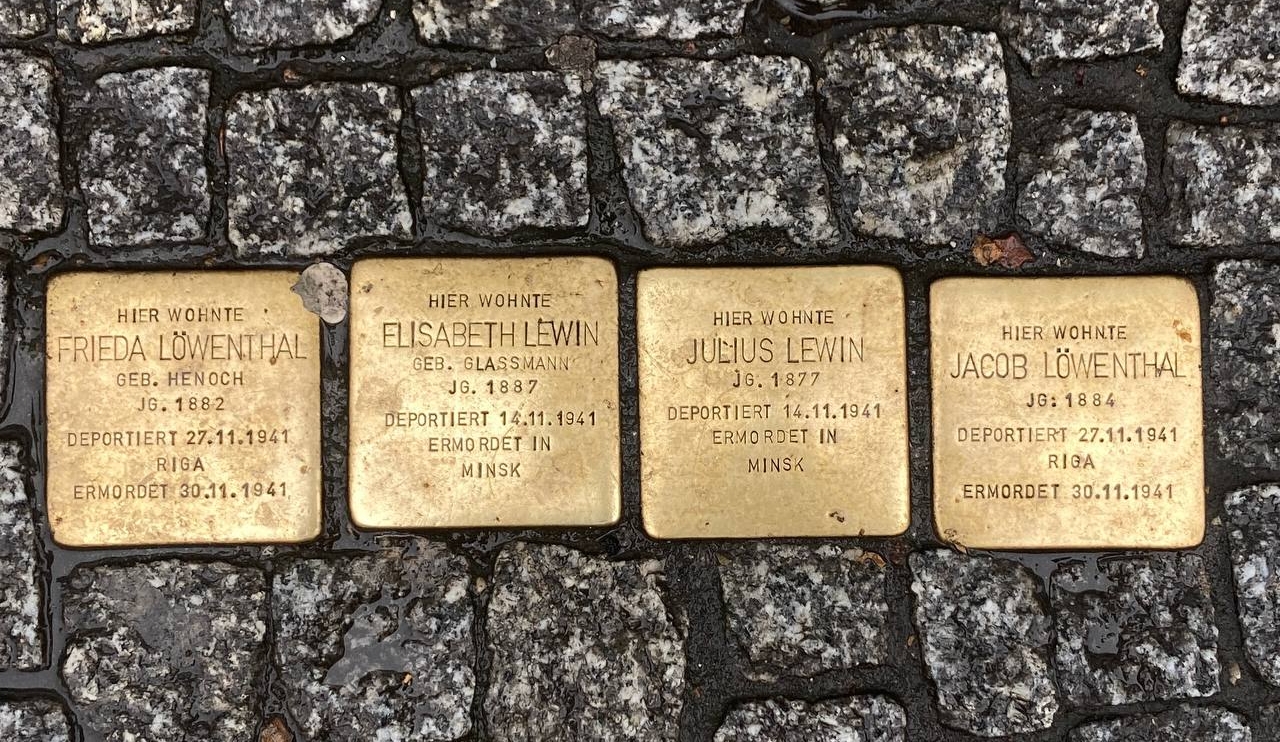 HIER WOHNTE
FRIEDA LÖWENTHAL
GEB. HENOCH
JG. 1882
DEPORTIERT 27.11.1941
RIGA
ERMORDET 30.11.1941
HIER WOHNTE
ELISABETH LEWIN
GEB. GLASSMANN
JG. 1887
DEPORTIERT 14.11.1941
ERMORDET IN
MINSK
HIER WOHNTE
JULIUS LEWIN
JG. 1877
DEPORTIERT 14.11.1941
ERMORDET IN
MINSK
HIER WOHNTE
JACOB LÖWENTHAL
JG. 1884
DEPORTIERT 27.11.1941
RIGA
ERMORDET 30.11.1941